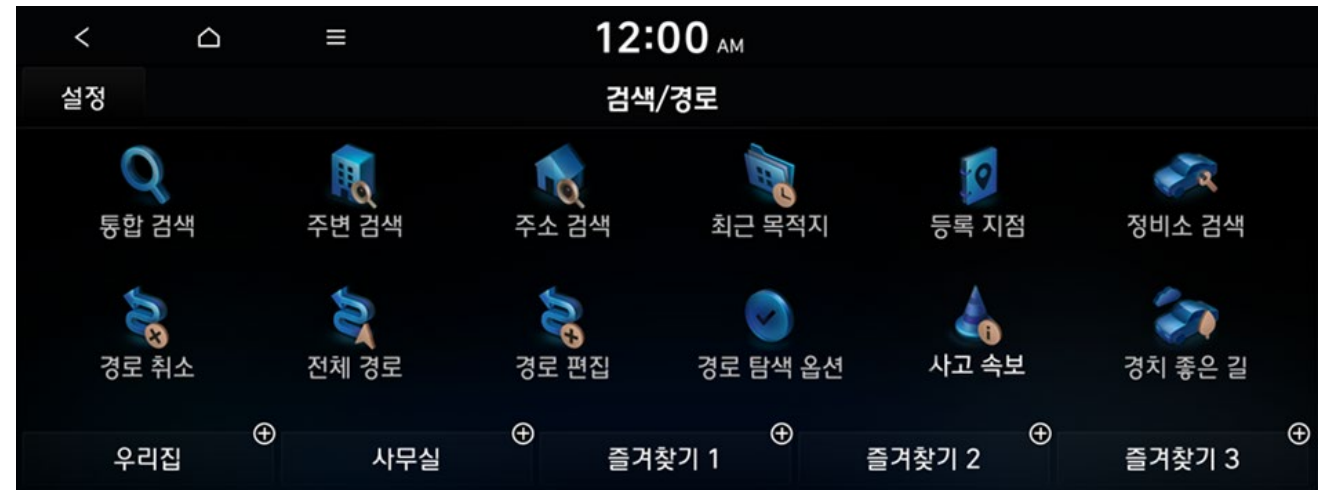 12:00 AM
설정
검색/경로
통합 검색
주변 검색
주소 검색
최근 목적지
등록 지점
정비소 검색
경로 취소
전체 경로
경로 편집
경로 탐색 옵션
사고 속보
경치 좋은 길
우리집
사무실
즐겨찾기 1
즐겨찾기 2
즐겨찾기 3